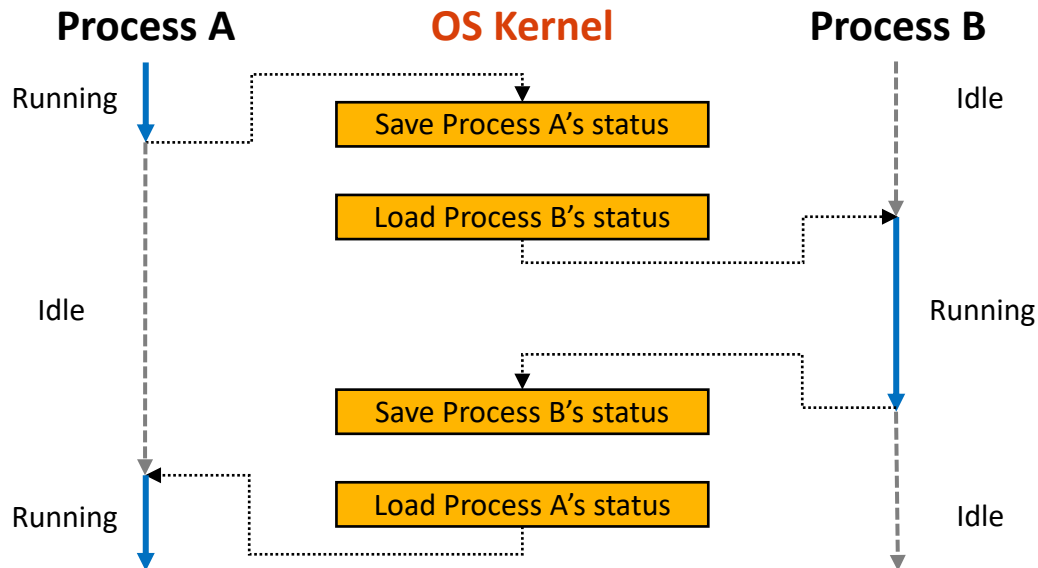 Process A
OS Kernel
Process B
Running
Idle
Save Process A's status
Load Process B's status
Idle
Running
Save Process B's status
Load Process A's status
Running
Idle